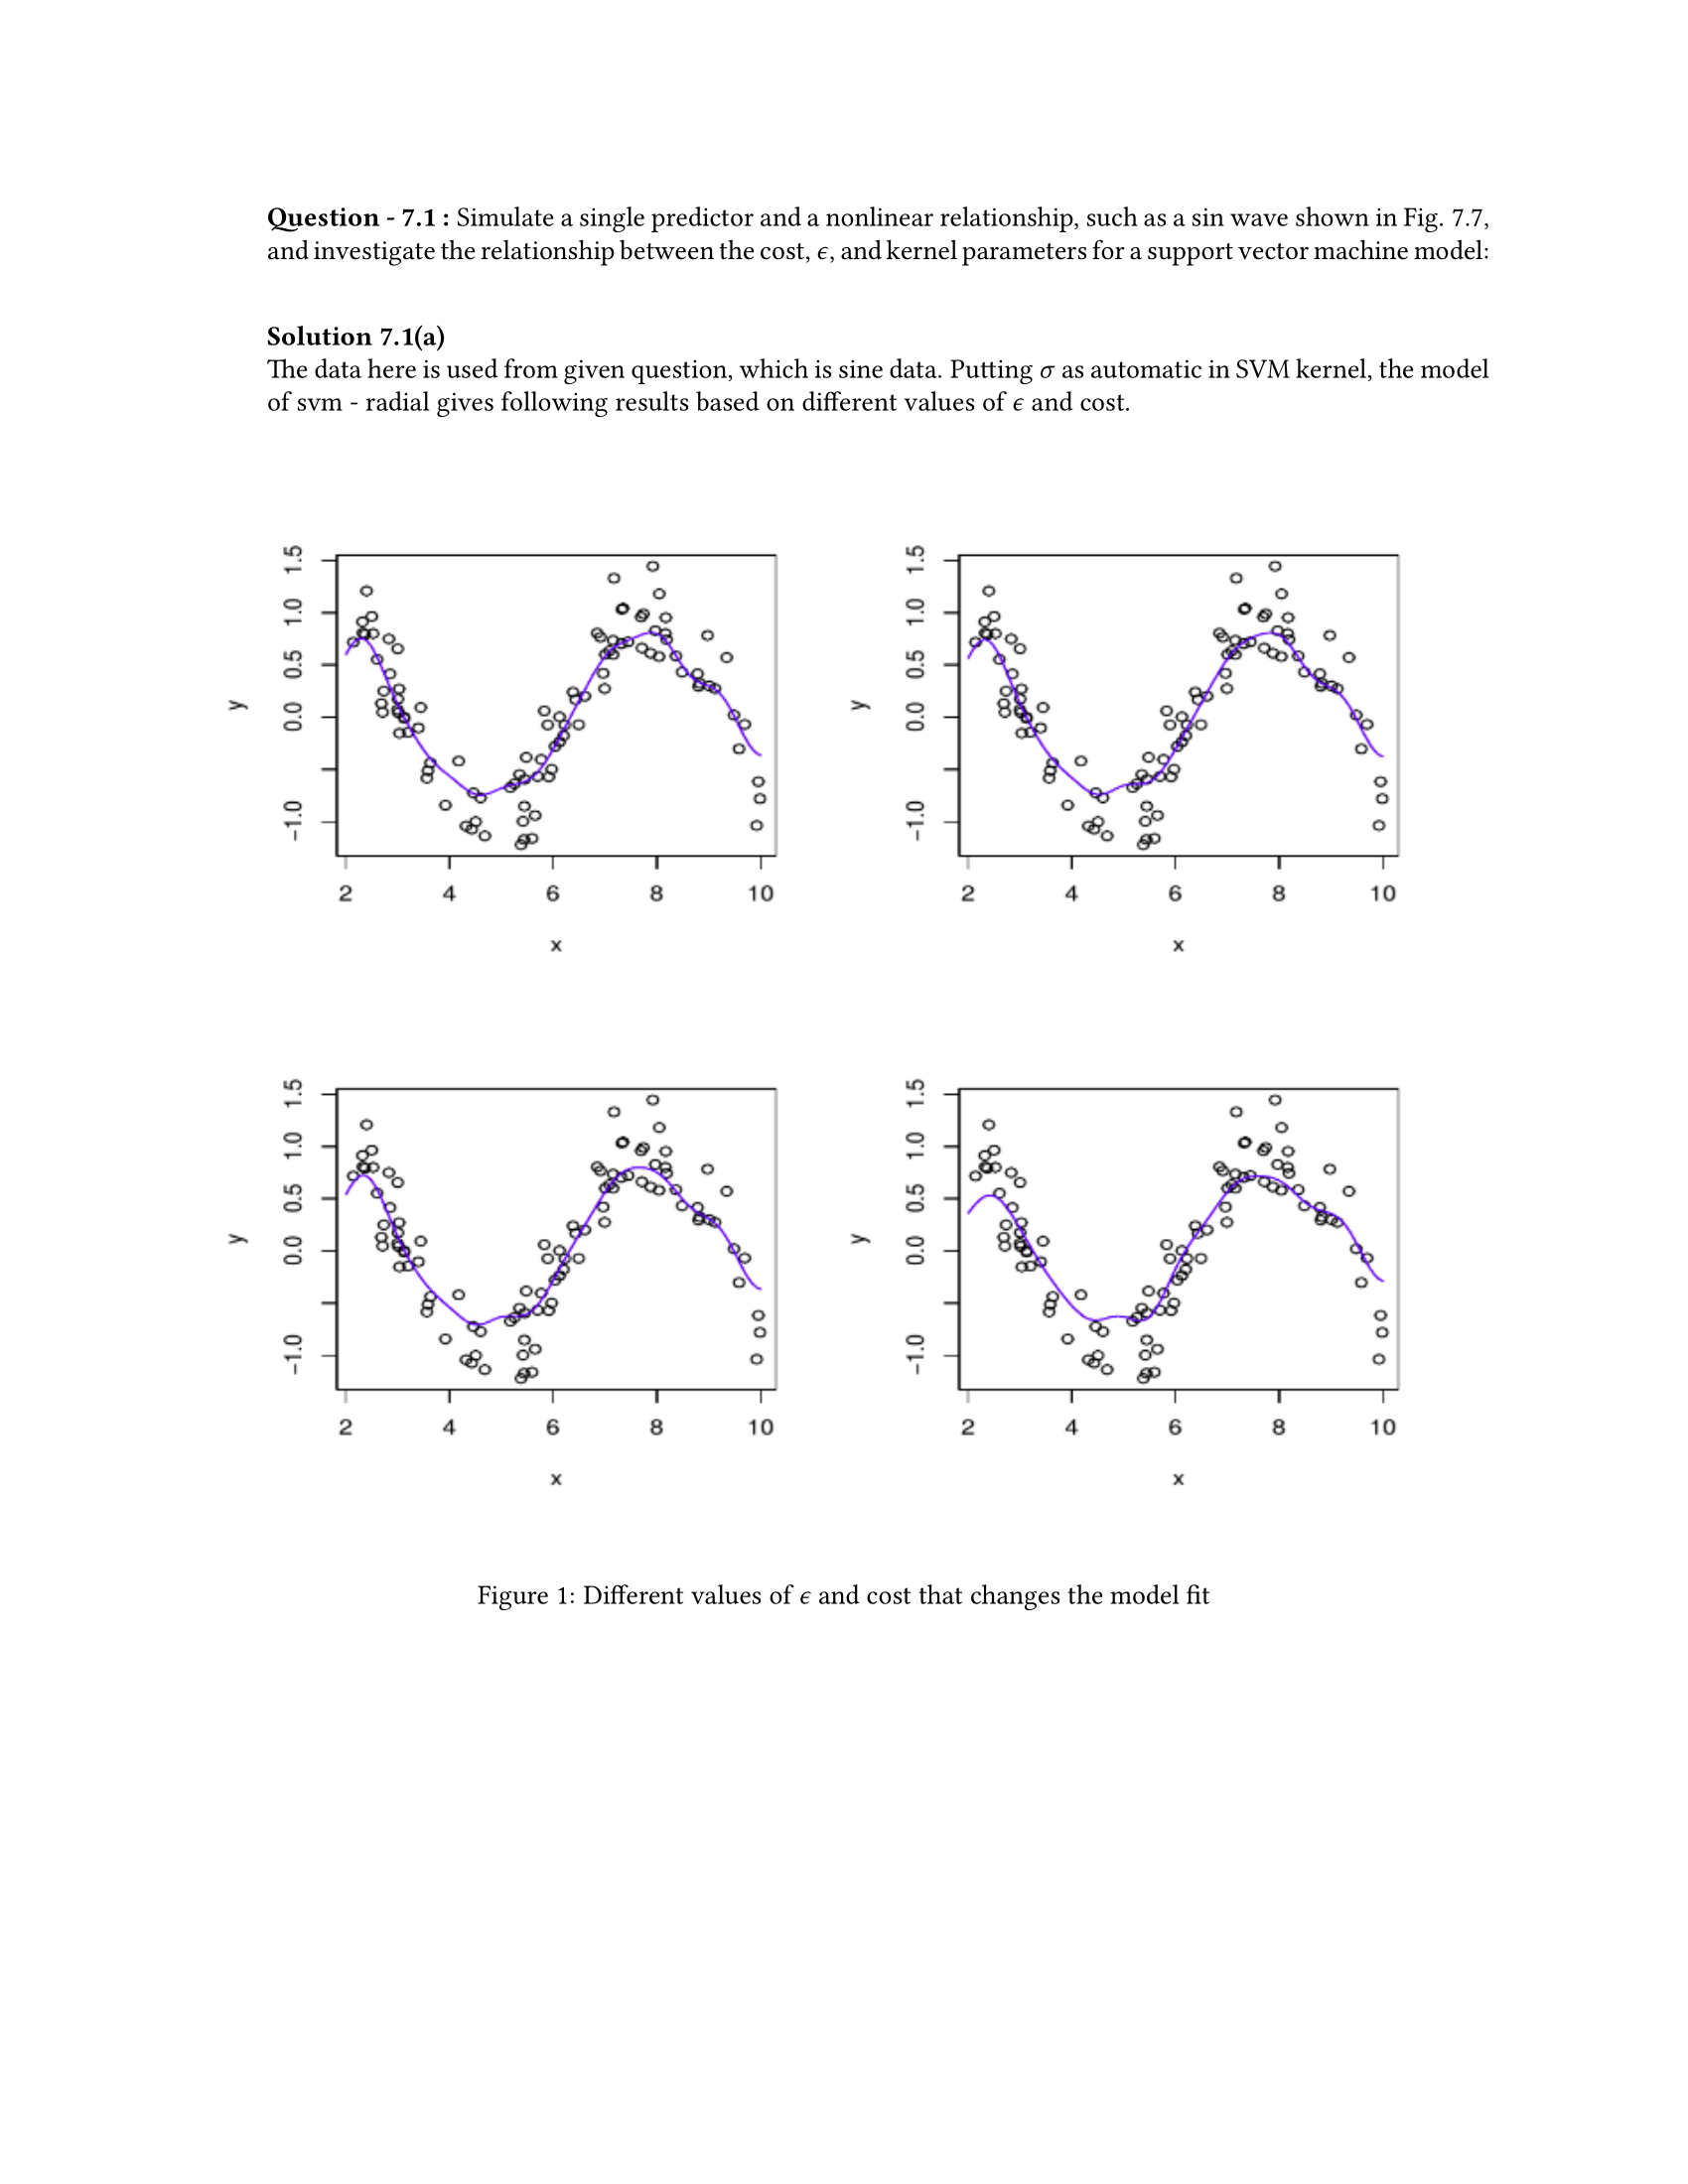 Question - 7.1 : Simulate a single predictor and a nonlinear relationship, such as a sin wave shown in Fig. 7.7,
and investigate the relationship between the cost, ϵ, and kernel parameters for a support vector machine model:
Solution 7.1(a)
The data here is used from given question, which is sine data. Putting σ as automatic in SVM kernel, the model
of svm - radial gives following results based on different values of ϵ and cost.
1.5
1.0
0.5
0.0
−1.0
y
2 4 6 8 10
x
1.5
1.0
0.5
0.0
−1.0
y
2 4 6 8 10
x
1.5
1.0
0.5
0.0
−1.0
y
2 4 6 8 10
x
1.5
1.0
0.5
0.0
−1.0
y
2 4 6 8 10
x
Figure 1: Different values of ϵ and cost that changes the model fit